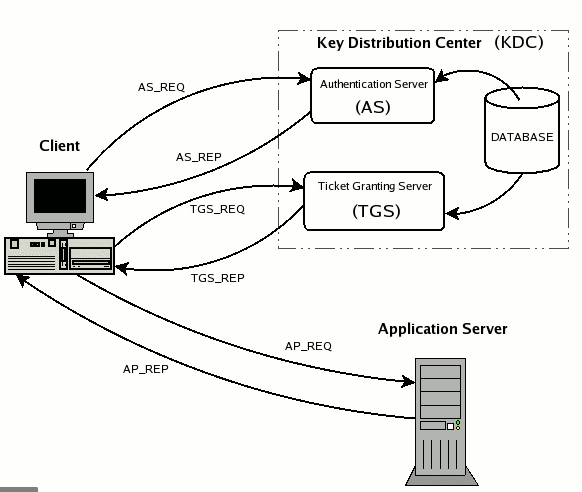 Key Distribution Center (KDC)
Authentication Server
(AS)
AS_REQ
DATABASE
Client
AS_REP
Ticket Granting Server
(TGS)
TGS_REQ
TGS_REP
Application Server
AP_REQ
AP_REP